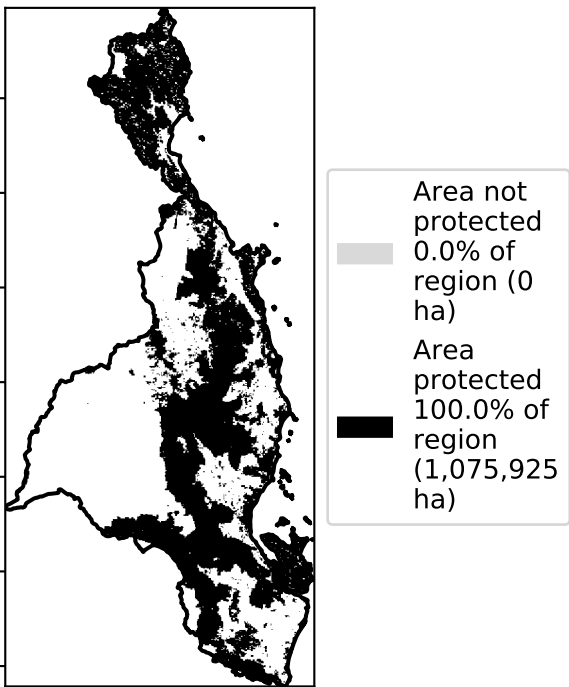 Area not
protected
0.0% of
region (0
ha)
Area
protected
100.0% of
region
(1,075,925
ha)